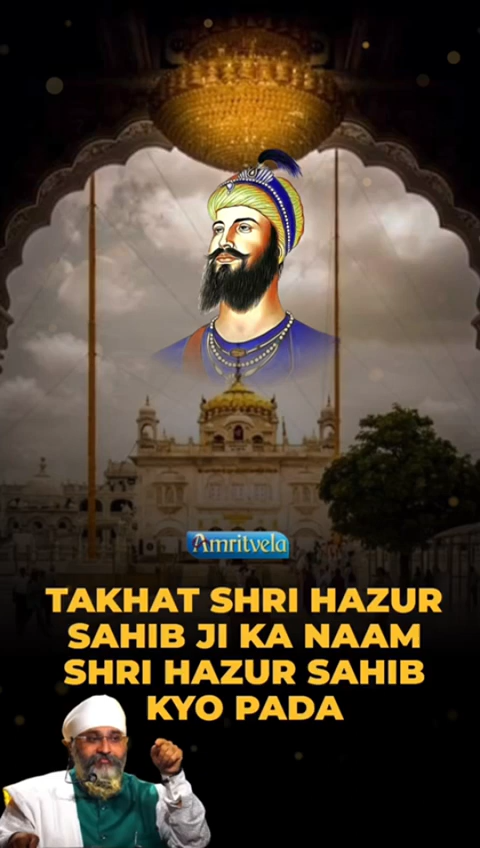 Amritvela
TAKHAT SHRI HAZUR
SAHIB JI KA NAAM
SHRI HAZUR SAHIB
KYO PADA